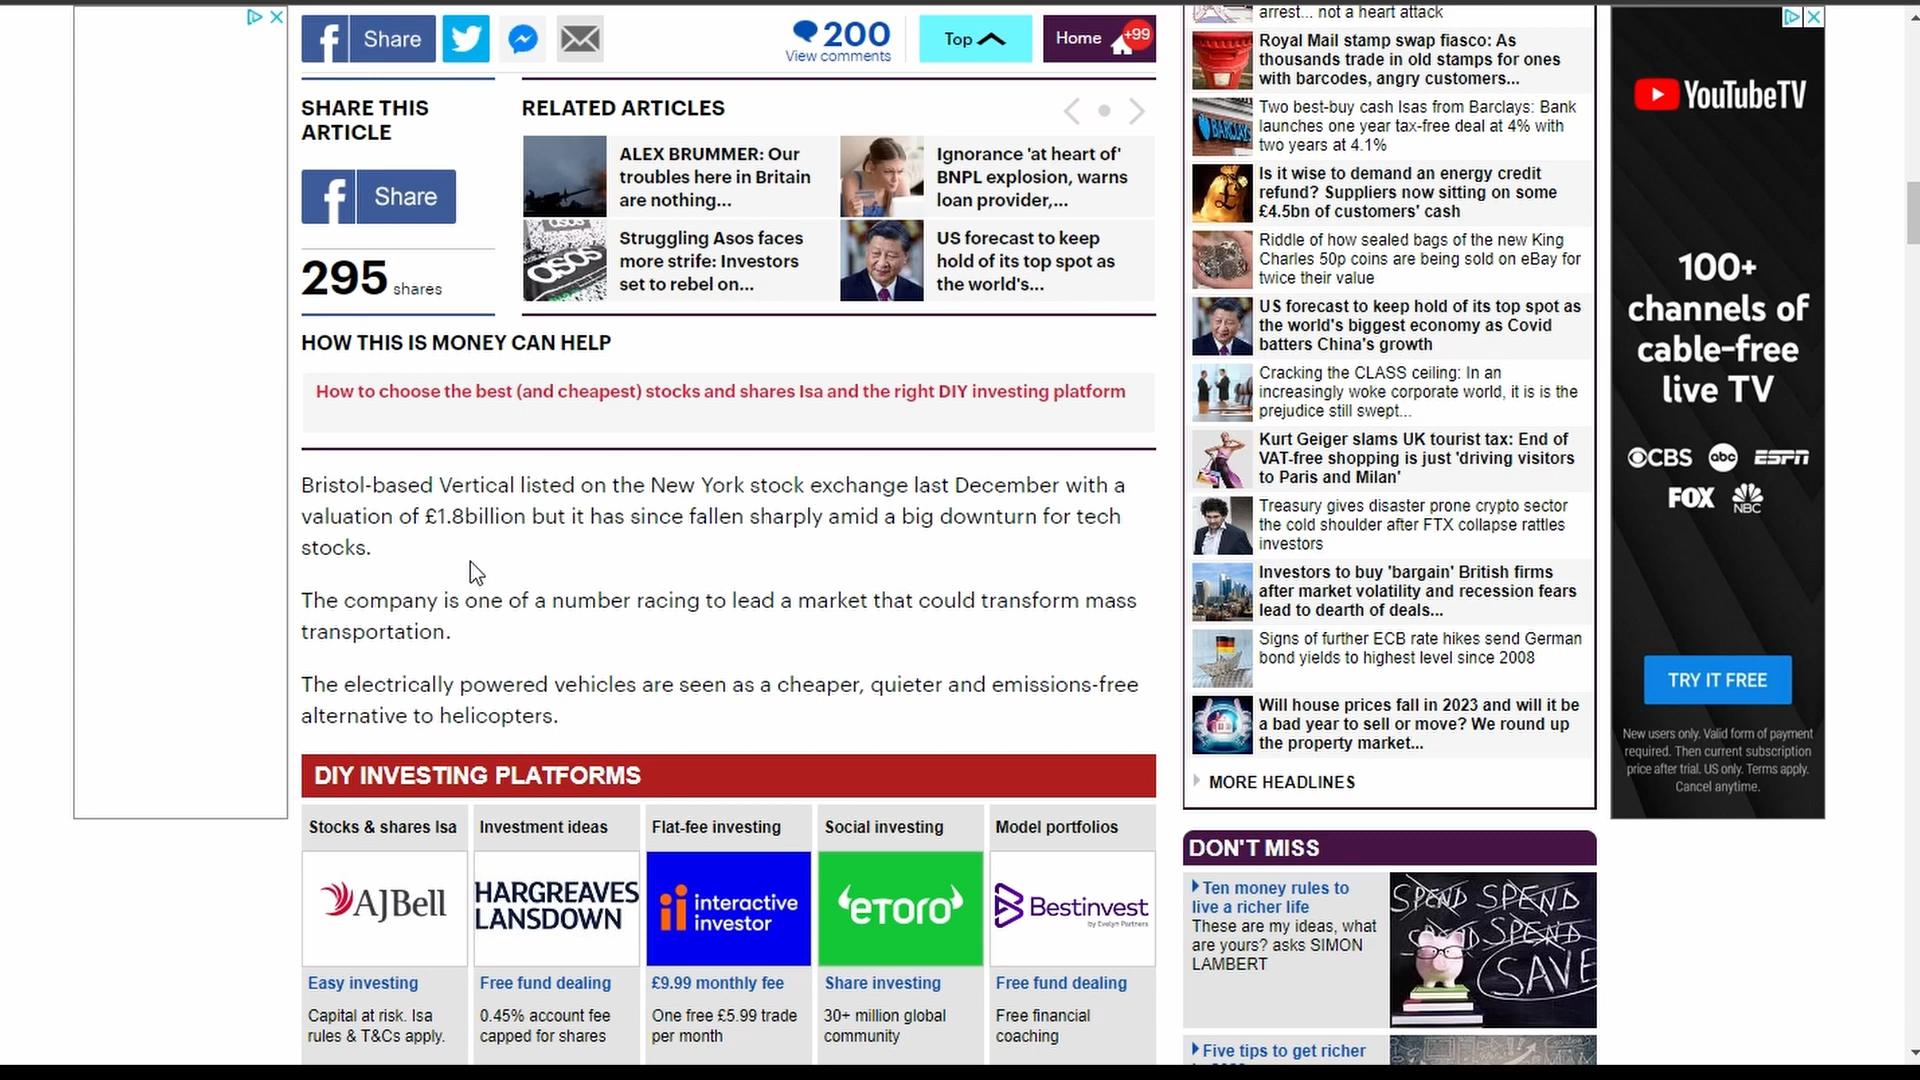 Share
200
View comments
Top
Home
+99
SHARE THIS
ARTICLE
Share
295 shares
RELATED ARTICLES
ALEX BRUMMER: Our
troubles here in Britain
are nothing...
Ignorance 'at heart of'
BNPL explosion, warns
loan provider,...
Struggling Asos faces
more strife: Investors
set to rebel on...
US forecast to keep
hold of its top spot as
the world's...
asos
HOW THIS IS MONEY CAN HELP
How to choose the best (and cheapest) stocks and shares Isa and the right DIY investing platform
Bristol-based Vertical listed on the New York stock exchange last December with a
valuation of £1.8billion but it has since fallen sharply amid a big downturn for tech
stocks.
The company is one of a number racing to lead a market that could transform mass
transportation.
The electrically powered vehicles are seen as a cheaper, quieter and emissions-free
alternative to helicopters.
DIY INVESTING PLATFORMS
Stocks & shares Isa
AJBell
Easy investing
Capital at risk. Isa
rules & T&Cs apply.
Investment ideas
HARGREAVES
LANSDOWN
Free fund dealing
0.45% account fee
capped for shares
Flat-fee investing
interactive
investor
£9.99 monthly fee
One free £5.99 trade
per month
Social investing
eToro
Share investing
30+ million global
community
Model portfolios
Bestinvest
by Evelyn Partners
Free fund dealing
Free financial
coaching
arrest... not a heart attack
Royal Mail stamp swap fiasco: As
thousands trade in old stamps for ones
with barcodes, angry customers...
BARCLAYS
Two best-buy cash Isas from Barclays: Bank
launches one year tax-free deal at 4% with
two years at 4.1%
Is it wise to demand an energy credit
refund? Suppliers now sitting on some
£4.5bn of customers' cash
Riddle of how sealed bags of the new King
Charles 50p coins are being sold on eBay for
twice their value
US forecast to keep hold of its top spot as
the world's biggest economy as Covid
batters China's growth
Cracking the CLASS ceiling: In an
increasingly woke corporate world, it is is the
prejudice still swept...
Kurt Geiger slams UK tourist tax: End of
VAT-free shopping is just 'driving visitors
to Paris and Milan'
Treasury gives disaster prone crypto sector
the cold shoulder after FTX collapse rattles
investors
Investors to buy 'bargain' British firms
after market volatility and recession fears
lead to dearth of deals...
Signs of further ECB rate hikes send German
bond yields to highest level since 2008
Will house prices fall in 2023 and will it be
a bad year to sell or move? We round up
the property market...
MORE HEADLINES
DON'T MISS
Ten money rules to
live a richer life
These are my ideas, what
are yours? asks SIMON
LAMBERT
SPEND SPEND
SPEND
SAVE
Five tips to get richer
YouTubeTV
100+
channels of
cable-free
live TV
CBS abc ESPN
FOX NBC
TRY IT FREE
New users only. Valid form of payment
required. Then current subscription
price after trial. US only. Terms apply.
Cancel anytime.